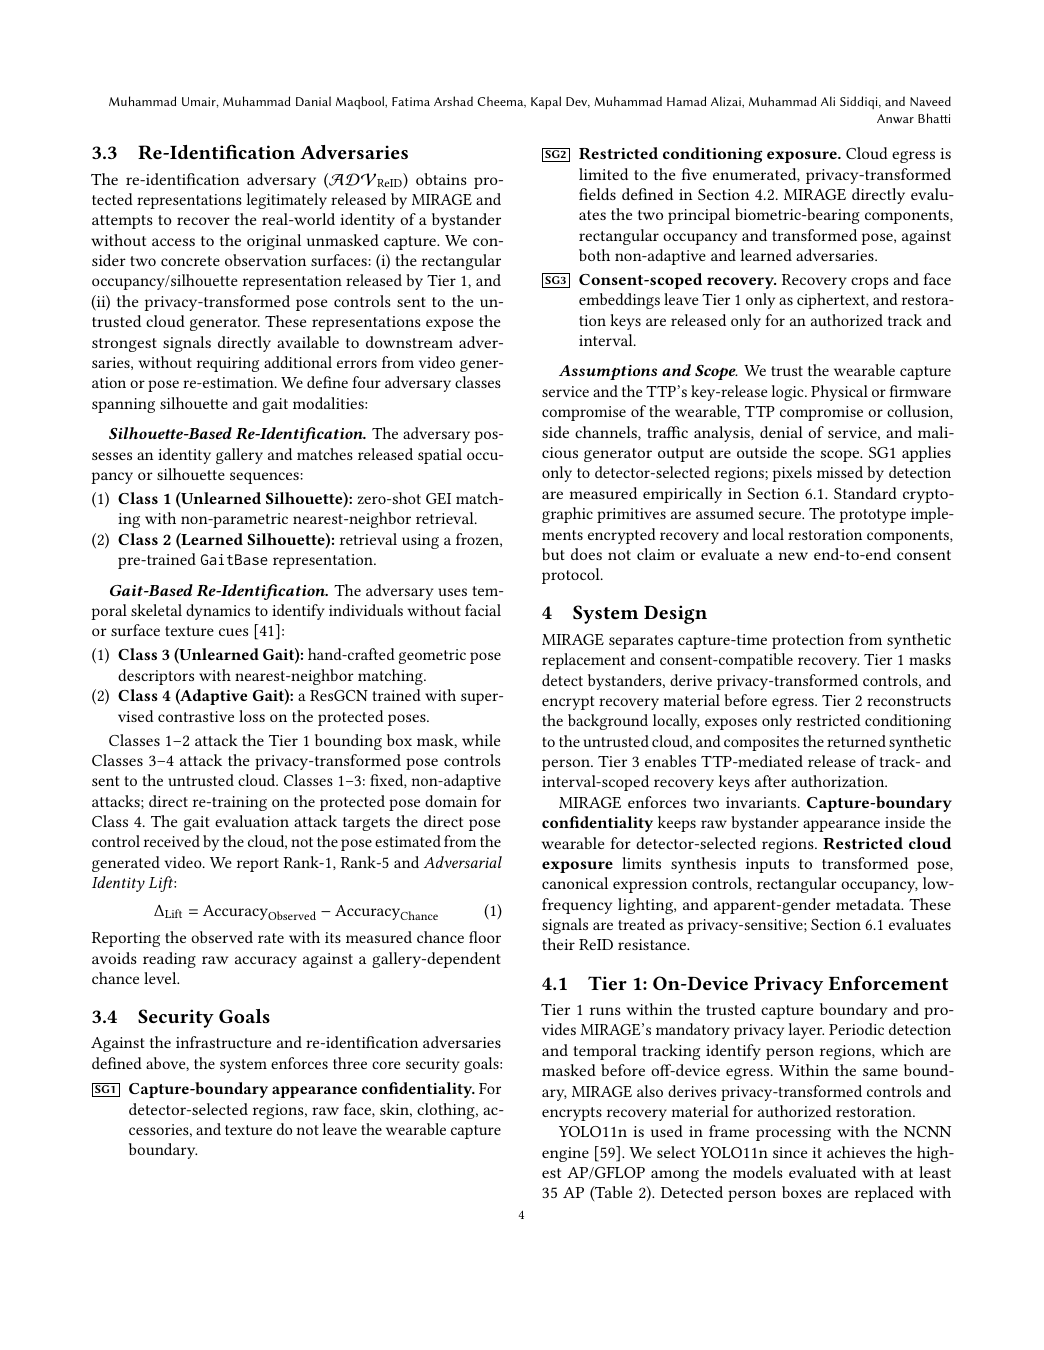 Muhammad Umair, Muhammad Danial Maqbool, Fatima Arshad Cheema, Kapal Dev, Muhammad Hamad Alizai, Muhammad Ali Siddiqi, and Naveed
Anwar Bhatti
3.3 Re-Identification Adversaries
The re-identification adversary (𝒜𝒟𝒱ReID) obtains pro-
tected representations legitimately released by MIRAGE and
attempts to recover the real-world identity of a bystander
without access to the original unmasked capture. We con-
sider two concrete observation surfaces: (i) the rectangular
occupancy/silhouette representation released by Tier 1, and
(ii) the privacy-transformed pose controls sent to the un-
trusted cloud generator. These representations expose the
strongest signals directly available to downstream adver-
saries, without requiring additional errors from video gener-
ation or pose re-estimation. We define four adversary classes
spanning silhouette and gait modalities:
Silhouette-Based Re-Identification. The adversary pos-
sesses an identity gallery and matches released spatial occu-
pancy or silhouette sequences:
(1) Class 1 (Unlearned Silhouette): zero-shot GEI match-
ing with non-parametric nearest-neighbor retrieval.
(2) Class 2 (Learned Silhouette): retrieval using a frozen,
pre-trained GaitBase representation.
Gait-Based Re-Identification. The adversary uses tem-
poral skeletal dynamics to identify individuals without facial
or surface texture cues [41]:
(1) Class 3 (Unlearned Gait): hand-crafted geometric pose
descriptors with nearest-neighbor matching.
(2) Class 4 (Adaptive Gait): a ResGCN trained with super-
vised contrastive loss on the protected poses.
Classes 1–2 attack the Tier 1 bounding box mask, while
Classes 3–4 attack the privacy-transformed pose controls
sent to the untrusted cloud. Classes 1–3: fixed, non-adaptive
attacks; direct re-training on the protected pose domain for
Class 4. The gait evaluation attack targets the direct pose
control received by the cloud, not the pose estimated from the
generated video. We report Rank-1, Rank-5 and Adversarial
Identity Lift:
ΔLift = AccuracyObserved − AccuracyChance (1)
Reporting the observed rate with its measured chance floor
avoids reading raw accuracy against a gallery-dependent
chance level.
3.4 Security Goals
Against the infrastructure and re-identification adversaries
defined above, the system enforces three core security goals:
SG1 Capture-boundary appearance confidentiality. For
detector-selected regions, raw face, skin, clothing, ac-
cessories, and texture do not leave the wearable capture
boundary.
SG2 Restricted conditioning exposure. Cloud egress is
limited to the five enumerated, privacy-transformed
fields defined in Section 4.2. MIRAGE directly evalu-
ates the two principal biometric-bearing components,
rectangular occupancy and transformed pose, against
both non-adaptive and learned adversaries.
SG3 Consent-scoped recovery. Recovery crops and face
embeddings leave Tier 1 only as ciphertext, and restora-
tion keys are released only for an authorized track and
interval.
Assumptions and Scope. We trust the wearable capture
service and the TTP's key-release logic. Physical or firmware
compromise of the wearable, TTP compromise or collusion,
side channels, traffic analysis, denial of service, and mali-
cious generator output are outside the scope. SG1 applies
only to detector-selected regions; pixels missed by detection
are measured empirically in Section 6.1. Standard crypto-
graphic primitives are assumed secure. The prototype imple-
ments encrypted recovery and local restoration components,
but does not claim or evaluate a new end-to-end consent
protocol.
4 System Design
MIRAGE separates capture-time protection from synthetic
replacement and consent-compatible recovery. Tier 1 masks
detect bystanders, derive privacy-transformed controls, and
encrypt recovery material before egress. Tier 2 reconstructs
the background locally, exposes only restricted conditioning
to the untrusted cloud, and composites the returned synthetic
person. Tier 3 enables TTP-mediated release of track- and
interval-scoped recovery keys after authorization.
MIRAGE enforces two invariants. Capture-boundary
confidentiality keeps raw bystander appearance inside the
wearable for detector-selected regions. Restricted cloud
exposure limits synthesis inputs to transformed pose,
canonical expression controls, rectangular occupancy, low-
frequency lighting, and apparent-gender metadata. These
signals are treated as privacy-sensitive; Section 6.1 evaluates
their ReID resistance.
4.1 Tier 1: On-Device Privacy Enforcement
Tier 1 runs within the trusted capture boundary and pro-
vides MIRAGE's mandatory privacy layer. Periodic detection
and temporal tracking identify person regions, which are
masked before off-device egress. Within the same bound-
ary, MIRAGE also derives privacy-transformed controls and
encrypts recovery material for authorized restoration.
YOLO11n is used in frame processing with the NCNN
engine [59]. We select YOLO11n since it achieves the high-
est AP/GFLOP among the models evaluated with at least
35 AP (Table 2). Detected person boxes are replaced with
4